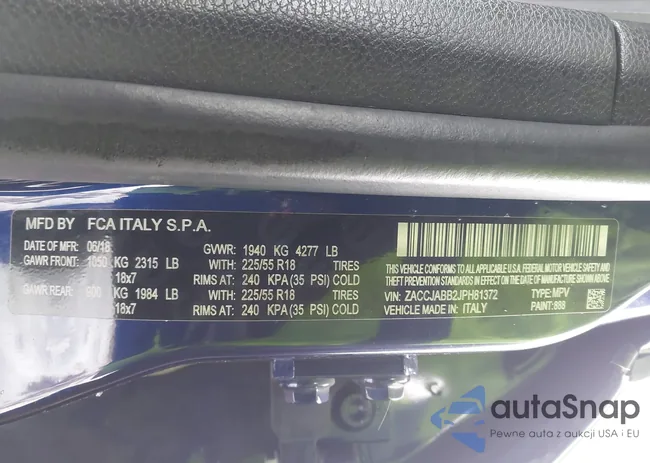 MFD BY FCA ITALY S.P.A.
DATE OF MFR: 06/18 GVWR: 1940 KG 4277 LB
GAWR FRONT: 1050 KG 2315 LB WITH: 225/55 R18 TIRES
18x7 RIMS AT: 240 KPA(35 PSI) COLD
GAWR REAR: 900 KG 1984 LB WITH: 225/55 R18 TIRES
18x7 RIMS AT: 240 KPA(35 PSI) COLD
THIS VEHICLE CONFORMS TO ALL APPLICABLE U.S.A. FEDERAL MOTOR VEHICLE SAFETY, BUMPER, AND
THEFT PREVENTION STANDARDS IN EFFECT ON THE DATE OF MANUFACTURE SHOWN ABOVE
VIN: ZACCJABB2JPH81372 TYPE: MPV
VEHICLE MADE IN: ITALY PAINT: 888
autaSnap
Pewne auta z aukcji USA i EU